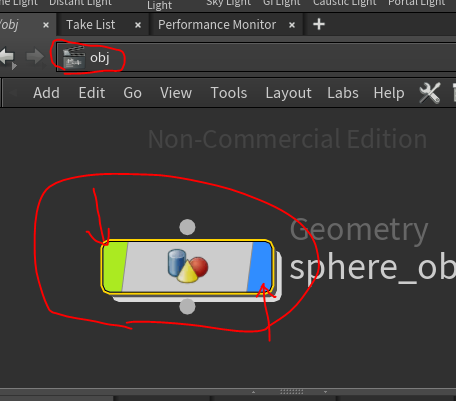 Distant Light
Light
Sky Light
GI Light
Caustic Light
Portal Light
/obj × Take List × Performance Monitor × +
obj
Add Edit Go View Tools Layout Labs Help
Non-Commercial Edition
Geometry
sphere_ob